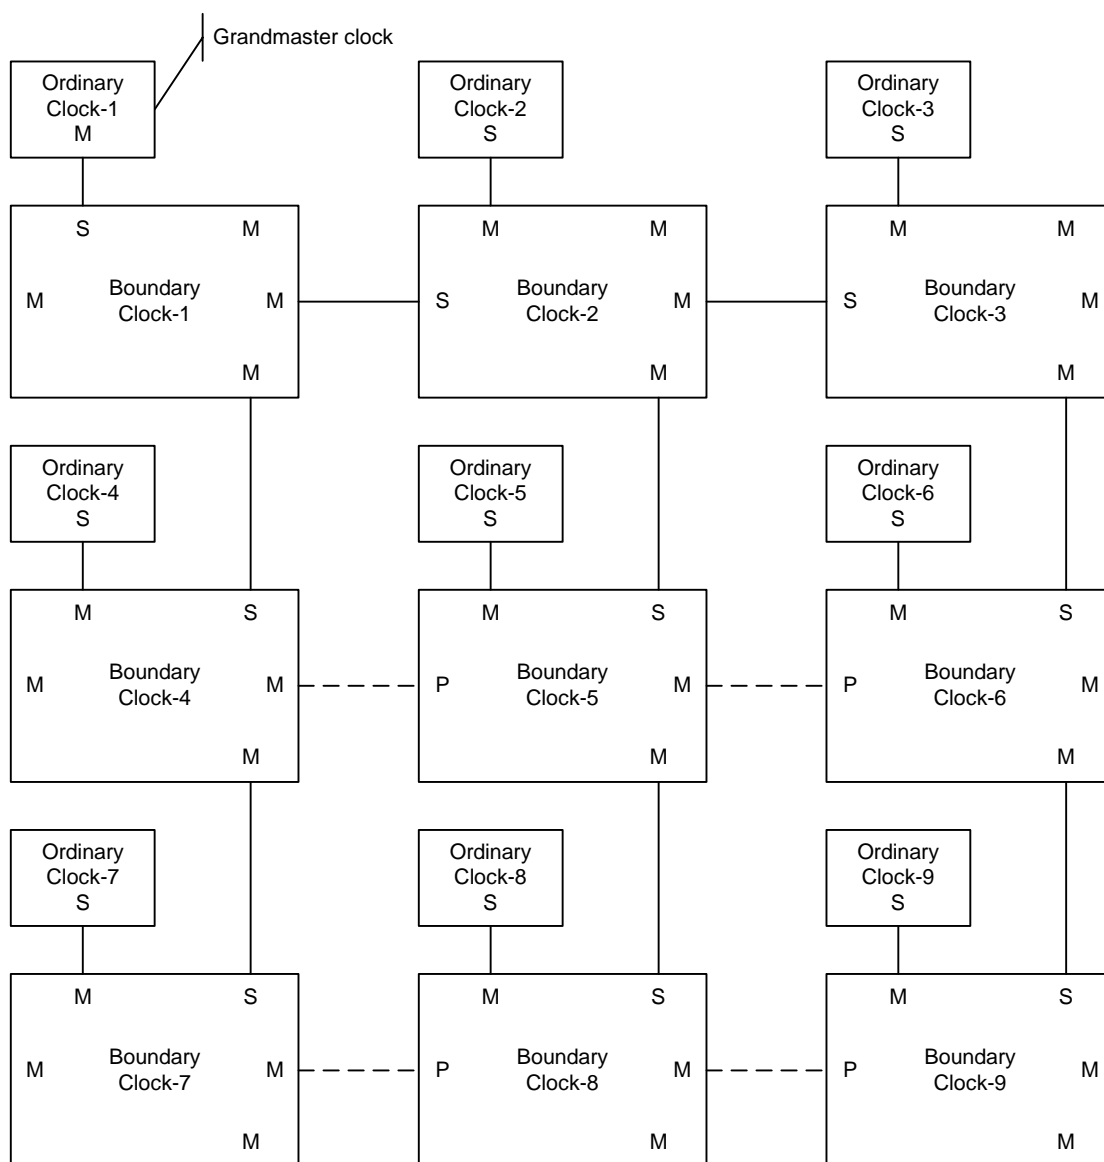 Grandmaster clock
Ordinary
Clock-1
M
Ordinary
Clock-2
S
Ordinary
Clock-3
S
S
M
M
Boundary
Clock-1
M
M
M
M
S
Boundary
Clock-2
M
M
M
M
S
Boundary
Clock-3
M
M
Ordinary
Clock-4
S
Ordinary
Clock-5
S
Ordinary
Clock-6
S
M
S
M
Boundary
Clock-4
M
M
M
S
P
Boundary
Clock-5
M
M
M
S
P
Boundary
Clock-6
M
M
Ordinary
Clock-7
S
Ordinary
Clock-8
S
Ordinary
Clock-9
S
M
S
M
Boundary
Clock-7
M
M
M
S
P
Boundary
Clock-8
M
M
M
S
P
Boundary
Clock-9
M